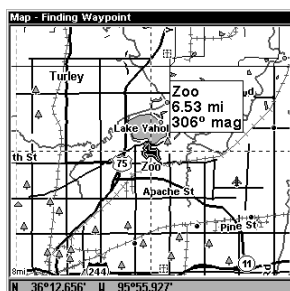 Map - Finding Waypoint
Turley
Zoo
6.53 mi
306° mag
Lake Yahol
th St
75
Zoo
Apache St
Pine St
11
8mi
244
N 36°12.656' W 95°55.927'